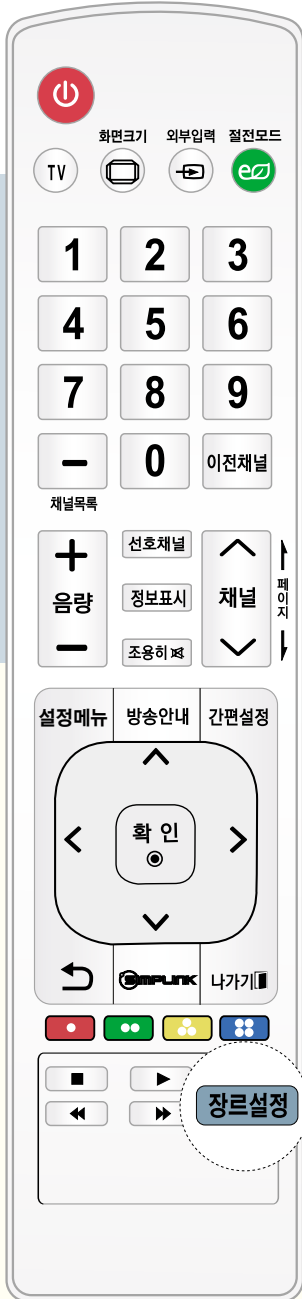 화면크기 외부입력 절전모드
TV
1 2 3
4 5 6
7 8 9
- 0 이전채널
채널목록
+ 선호채널
음량 정보표시 채널 페이지
- 조용히
설정메뉴 방송안내 간편설정
확인
SIMPLINK 나가기
장르설정